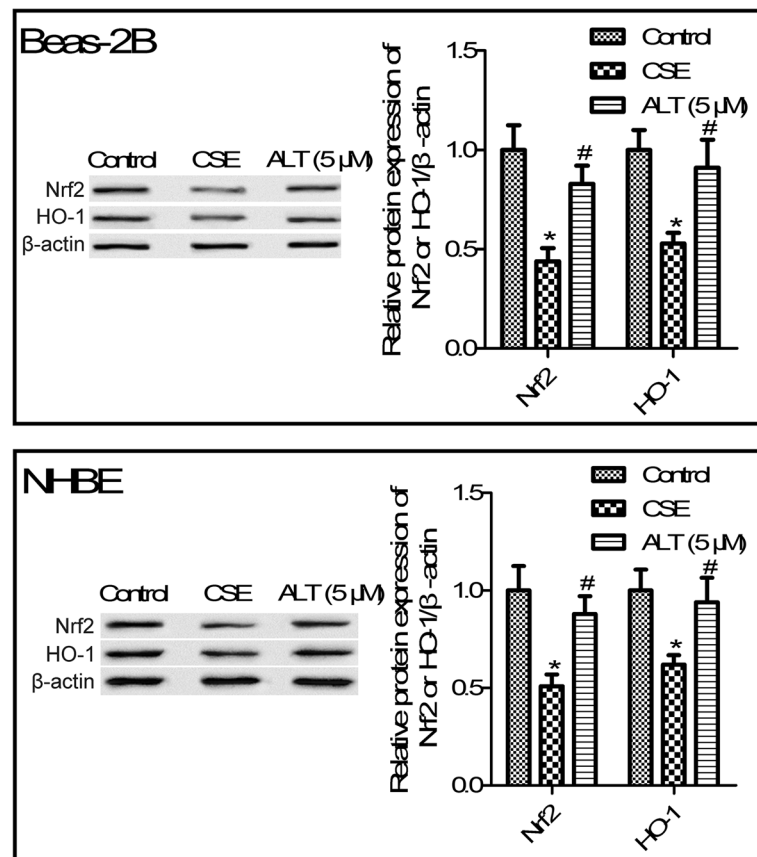 Beas-2B
Control CSE ALT (5 µM)
Nrf2
HO-1
β-actin
Relative protein expression of
Nrf2 or HO-1/β-actin
1.5
1.0
0.5
0.0
Control
CSE
ALT (5 µM)
* # * #
Nrf2 HO-1
NHBE
Control CSE ALT (5 µM)
Nrf2
HO-1
β-actin
Relative protein expression of
Nrf2 or HO-1/β-actin
1.5
1.0
0.5
0.0
Control
CSE
ALT (5 µM)
* # * #
Nrf2 HO-1